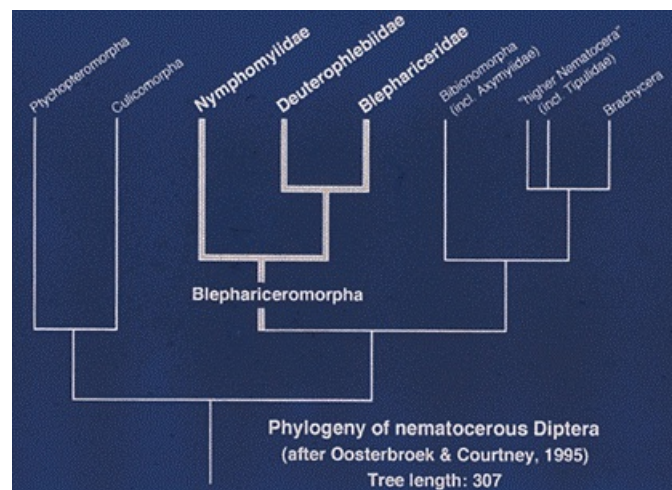 Ptychopteromorpha
Culicomorpha
Nymphomyiidae
Deuterophlebiidae
Blephariceridae
Bibionomorpha
(incl. Axymyiidae)
"higher Nematocera"
(incl. Tipulidae)
Brachycera
Blephariceromorpha
Phylogeny of nematocerous Diptera
(after Oosterbroek & Courtney, 1995)
Tree length: 307